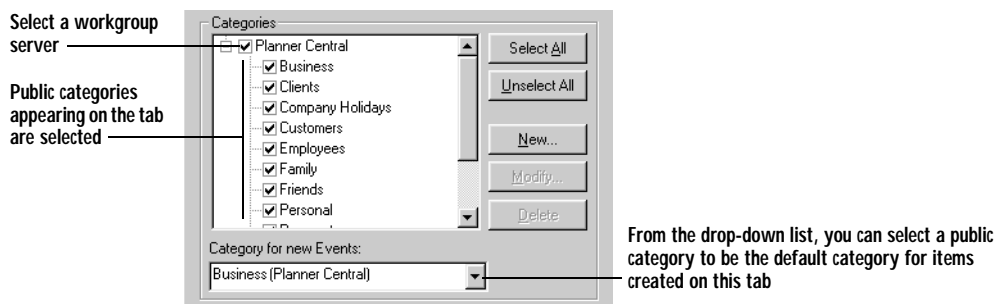 Select a workgroup
server
Public categories
appearing on the tab
are selected
Categories
Planner Central
Business
Clients
Company Holidays
Customers
Employees
Family
Friends
Personal
Select All
Unselect All
New...
Modify...
Delete
Category for new Events:
Business (Planner Central)
From the drop-down list, you can select a public
category to be the default category for items
created on this tab